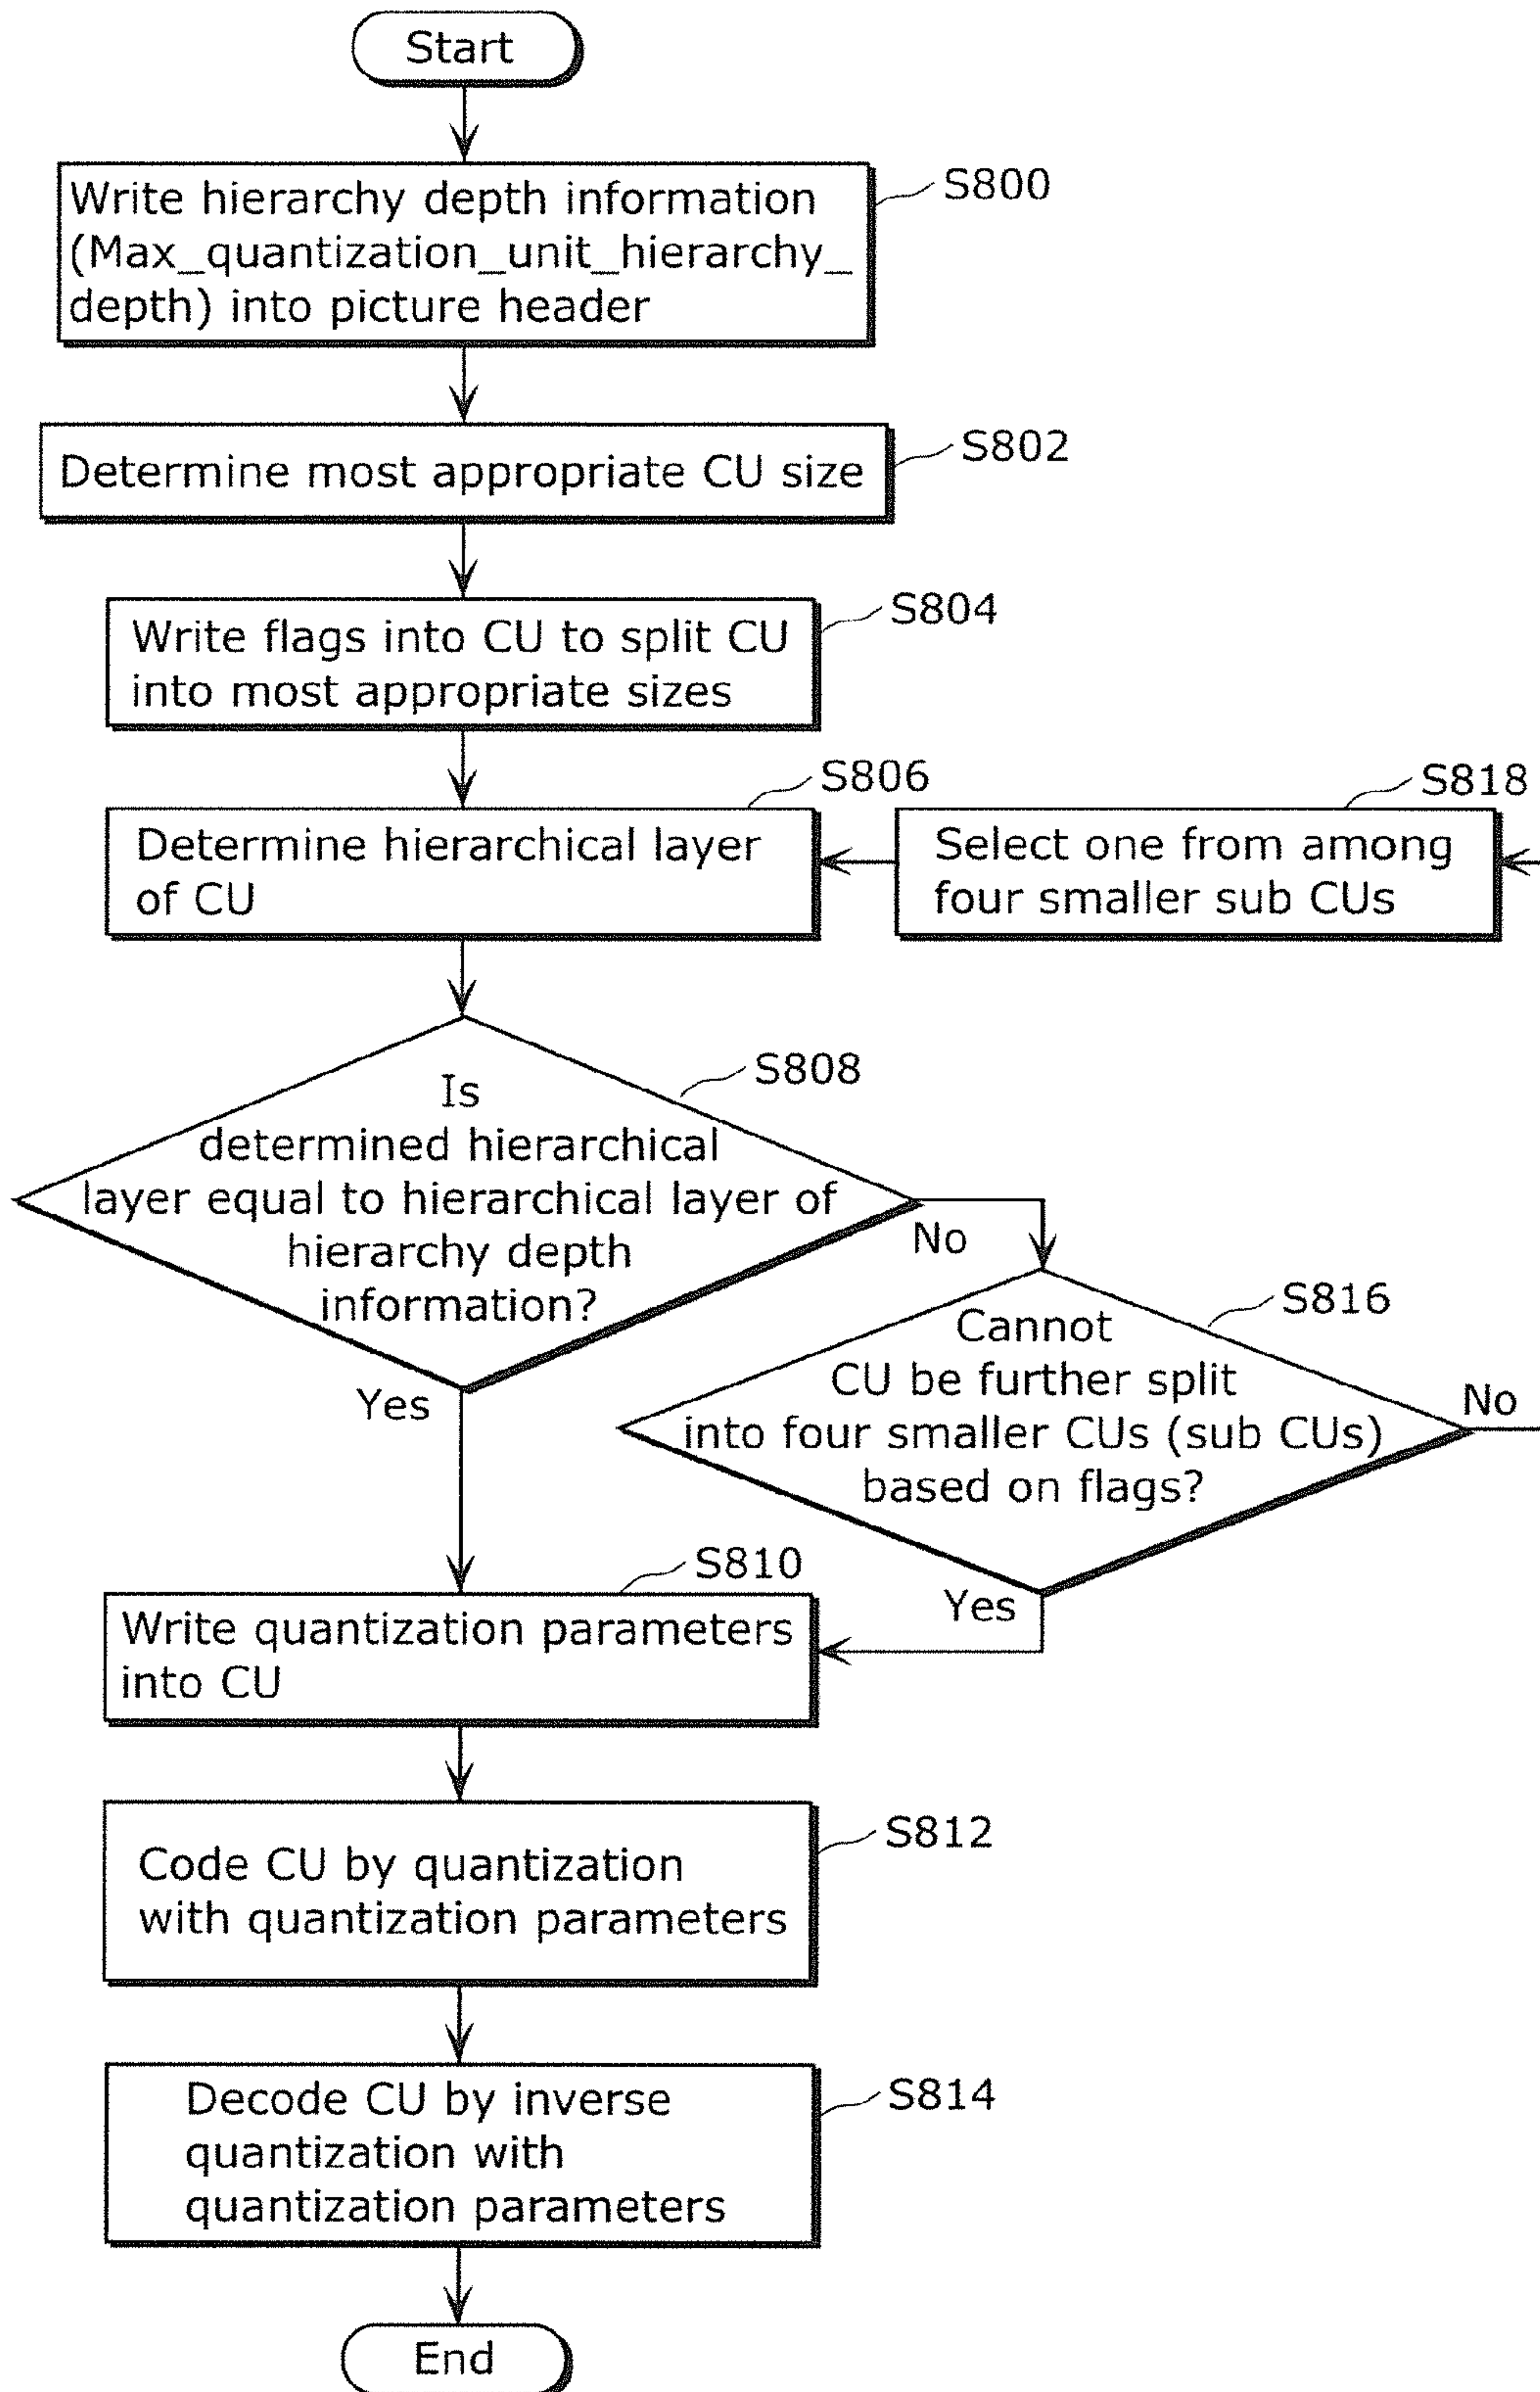 Start
Write hierarchy depth information
(Max_quantization_unit_hierarchy_
depth) into picture header
S800
Determine most appropriate CU size
S802
Write flags into CU to split CU
into most appropriate sizes
S804
Determine hierarchical layer
of CU
S806
Select one from among
four smaller sub CUs
S818
Is
determined hierarchical
layer equal to hierarchical layer of
hierarchy depth
information?
S808
No
Yes
Cannot
CU be further split
into four smaller CUs (sub CUs)
based on flags?
S816
No
Yes
Write quantization parameters
into CU
S810
Code CU by quantization
with quantization parameters
S812
Decode CU by inverse
quantization with
quantization parameters
S814
End